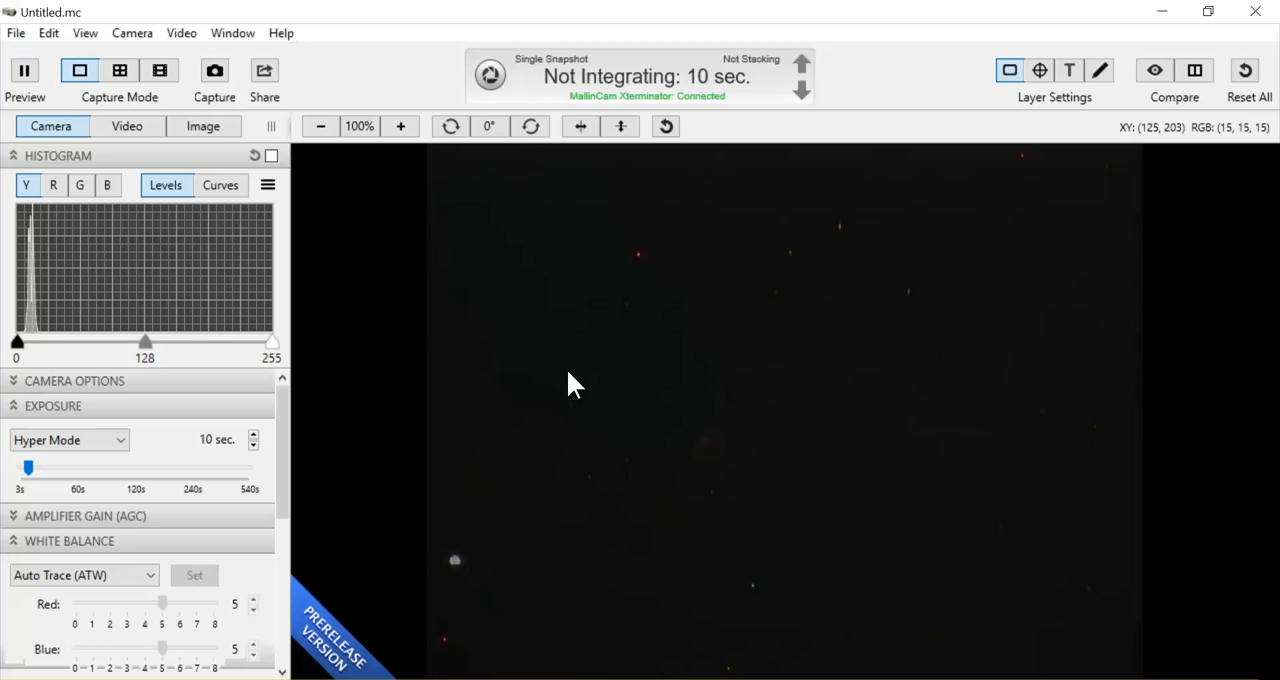 Untitled.mc
File Edit View Camera Video Window Help
Single Snapshot Not Stacking
Not Integrating: 10 sec.
MallinCam Xterminator: Connected
Preview Capture Mode Capture Share Layer Settings Compare Reset All
T
Camera Video Image 100% 0° XY: (125, 203) RGB: (15, 15, 15)
HISTOGRAM
Y R G B Levels Curves
0 128 255
CAMERA OPTIONS
EXPOSURE
Hyper Mode 10 sec.
3s 60s 120s 240s 540s
AMPLIFIER GAIN (AGC)
WHITE BALANCE
Auto Trace (ATW) Set
Red: 5
0 1 2 3 4 5 6 7 8
Blue: 5
0 1 2 3 4 5 6 7 8
PRERELEASE
VERSION